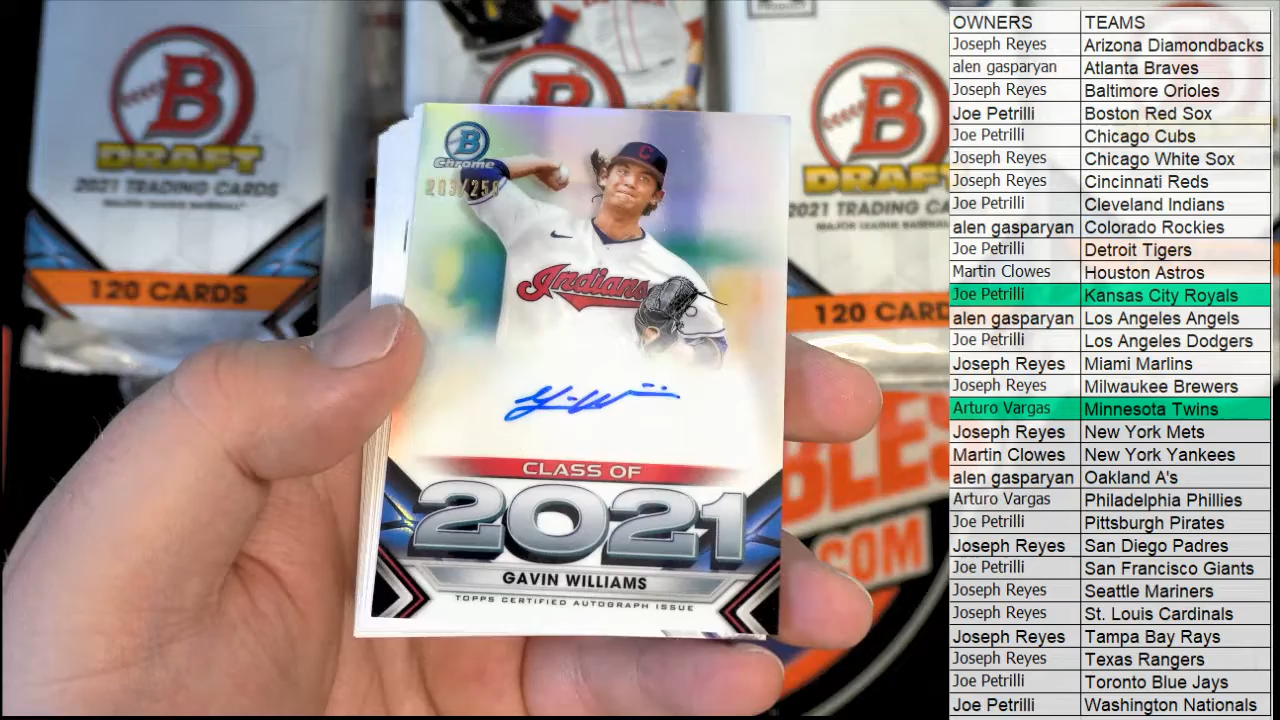 B
DRAFT
2021 TRADING CARDS
MAJOR LEAGUE BASEBALL
120 CARDS
B
B
DRAFT
2021 TRADING CA
MAJOR LEAGUE BASEBALL
120 CARD
B
Chrome
C
Indians
CLASS OF
2021
GAVIN WILLIAMS
TOPPS CERTIFIED AUTOGRAPH ISSUE
BLES
COM
OWNERS TEAMS
Joseph Reyes Arizona Diamondbacks
alen gasparyan Atlanta Braves
Joseph Reyes Baltimore Orioles
Joe Petrilli Boston Red Sox
Joe Petrilli Chicago Cubs
Joseph Reyes Chicago White Sox
Joseph Reyes Cincinnati Reds
Joe Petrilli Cleveland Indians
alen gasparyan Colorado Rockies
Joe Petrilli Detroit Tigers
Martin Clowes Houston Astros
Joe Petrilli Kansas City Royals
alen gasparyan Los Angeles Angels
Joe Petrilli Los Angeles Dodgers
Joseph Reyes Miami Marlins
Joseph Reyes Milwaukee Brewers
Arturo Vargas Minnesota Twins
Joseph Reyes New York Mets
Martin Clowes New York Yankees
alen gasparyan Oakland A's
Arturo Vargas Philadelphia Phillies
Joe Petrilli Pittsburgh Pirates
Joseph Reyes San Diego Padres
Joe Petrilli San Francisco Giants
Joseph Reyes Seattle Mariners
Joseph Reyes St. Louis Cardinals
Joseph Reyes Tampa Bay Rays
Joseph Reyes Texas Rangers
Joe Petrilli Toronto Blue Jays
Joe Petrilli Washington Nationals